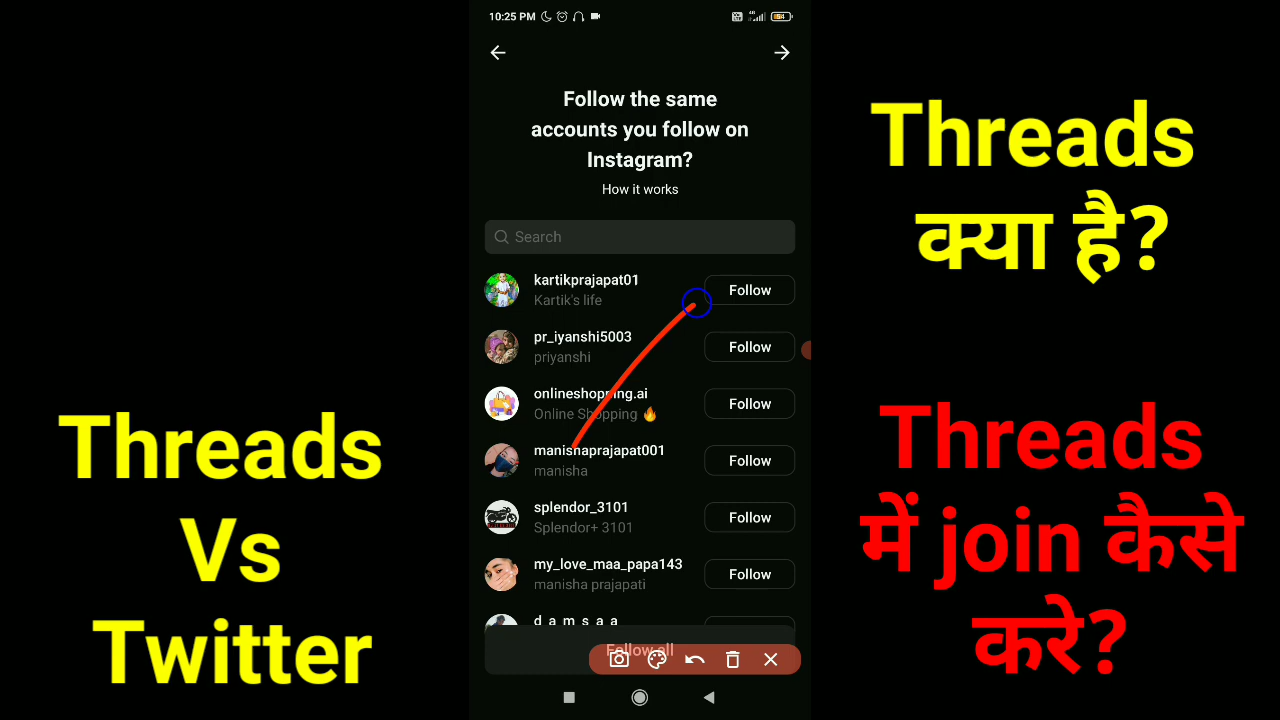 10:25 PM
Follow the same
accounts you follow on
Instagram?
How it works
Search
kartikprajapat01
Kartik's life
Follow
pr_iyanshi5003
priyanshi
Follow
onlineshopping.ai
Online Shopping 🔥
Follow
manishaprajapat001
manisha
Follow
splendor_3101
Splendor+ 3101
Follow
my_love_maa_papa143
manisha prajapati
Follow
d_a_m_s_a_a
Follow all
Threads
Vs
Twitter
Threads
क्या है?
Threads
में join कैसे
करे?